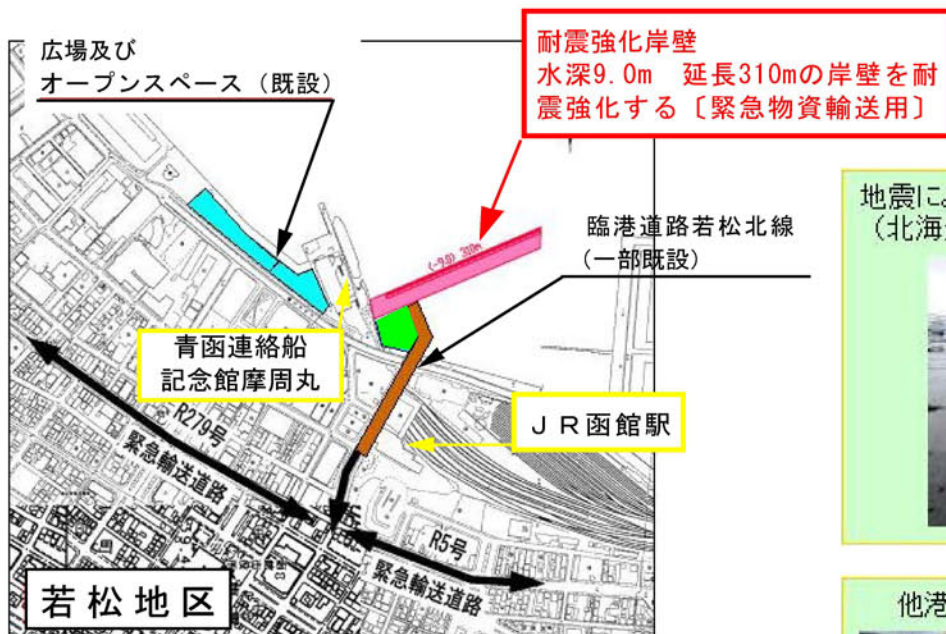 広場及び
オープンスペース（既設）
耐震強化岸壁
水深9.0m　延長310mの岸壁を耐
震強化する〔緊急物資輸送用〕
臨港道路若松北線
（一部既設）
(-9.0) 310m
青函連絡船
記念館摩周丸
ＪＲ函館駅
R279号
緊急輸送道路
R5号
緊急輸送道路
若松地区
地震によ
（北海
他港